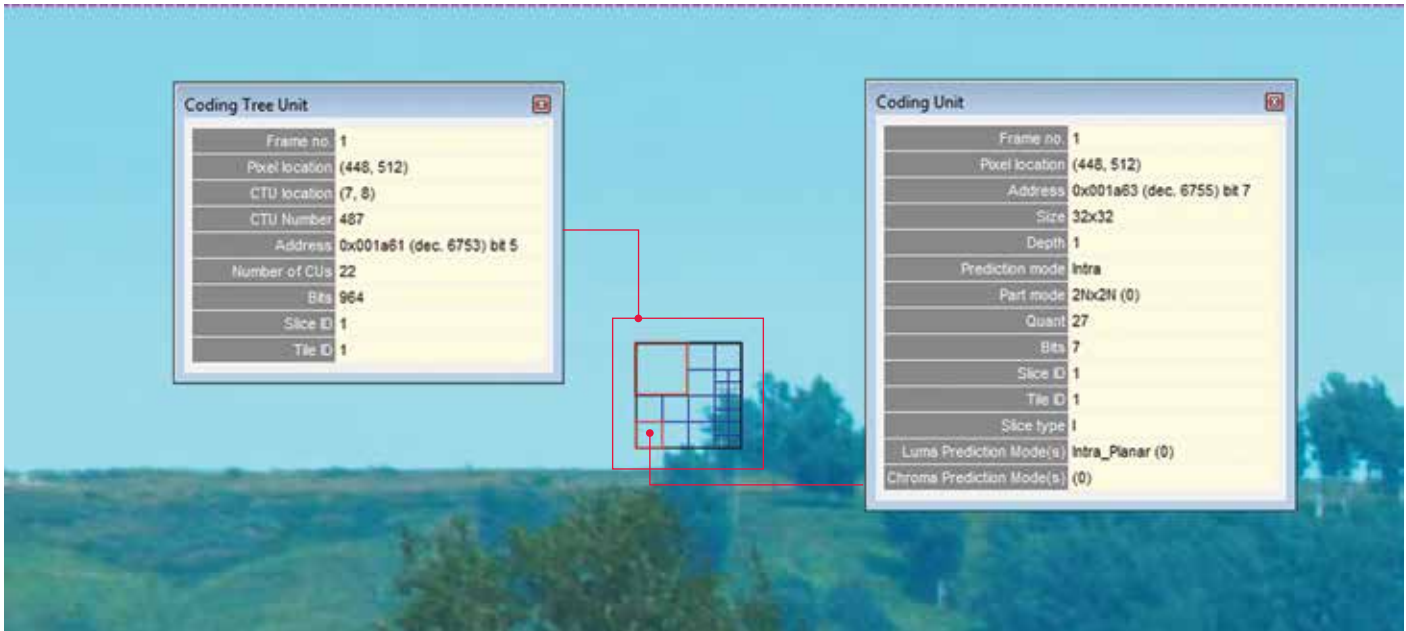 Coding Tree Unit
Frame no. 1
Pixel location (448, 512)
CTU location (7, 8)
CTU Number 487
Address 0x001a61 (dec. 6753) bit 5
Number of CUs 22
Bits 964
Slice ID 1
Tile ID 1
Coding Unit
Frame no. 1
Pixel location (448, 512)
Address 0x001a63 (dec. 6755) bit 7
Size 32x32
Depth 1
Prediction mode Intra
Part mode 2Nx2N (0)
Quant 27
Bits 7
Slice ID 1
Tile ID 1
Slice type I
Luma Prediction Mode(s) Intra_Planar (0)
Chroma Prediction Mode(s) (0)